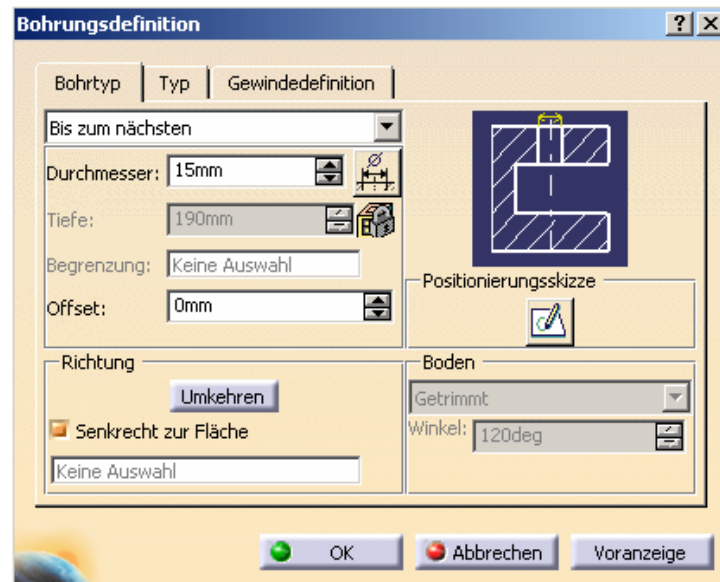 Bohrungsdefinition
Bohrtyp Typ Gewindedefinition
Bis zum nächsten
Durchmesser: 15mm
Tiefe: 190mm
Begrenzung: Keine Auswahl
Offset: 0mm
Positionierungsskizze
Richtung
Umkehren
Senkrecht zur Fläche
Keine Auswahl
Boden
Getrimmt
Winkel: 120deg
OK Abbrechen Voranzeige